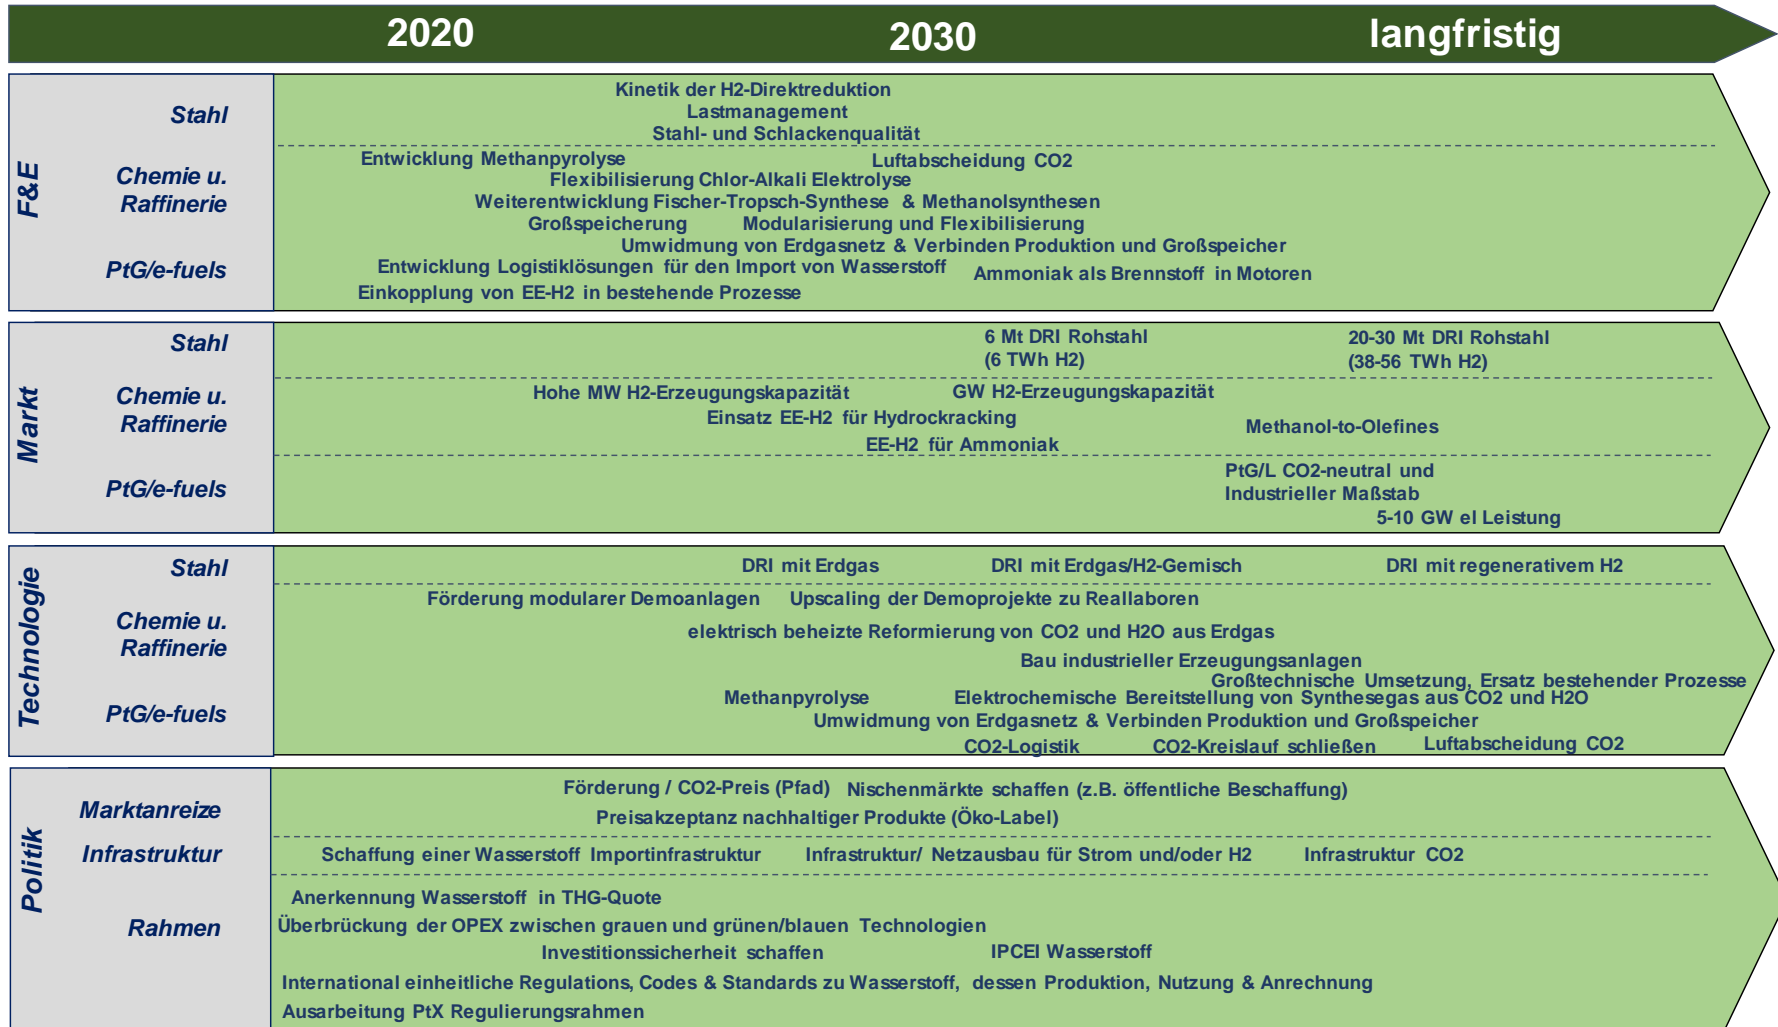 2020
2030
langfristig
F&E
Stahl
Kinetik der H2-Direktreduktion
Lastmanagement
Stahl- und Schlackenqualität
Chemie u.
Raffinerie
Entwicklung Methanpyrolyse
Luftabscheidung CO2
Flexibilisierung Chlor-Alkali Elektrolyse
Weiterentwicklung Fischer-Tropsch-Synthese & Methanolsynthesen
Großspeicherung
Modularisierung und Flexibilisierung
Umwidmung von Erdgasnetz & Verbinden Produktion und Großspeicher
PtG/e-fuels
Entwicklung Logistiklösungen für den Import von Wasserstoff
Ammoniak als Brennstoff in Motoren
Einkopplung von EE-H2 in bestehende Prozesse
Markt
Stahl
6 Mt DRI Rohstahl
(6 TWh H2)
20-30 Mt DRI Rohstahl
(38-56 TWh H2)
Chemie u.
Raffinerie
Hohe MW H2-Erzeugungskapazität
GW H2-Erzeugungskapazität
Einsatz EE-H2 für Hydrockracking
Methanol-to-Olefines
EE-H2 für Ammoniak
PtG/e-fuels
PtG/L CO2-neutral und
Industrieller Maßstab
5-10 GW el Leistung
Technologie
Stahl
DRI mit Erdgas
DRI mit Erdgas/H2-Gemisch
DRI mit regenerativem H2
Chemie u.
Raffinerie
Förderung modularer Demoanlagen
Upscaling der Demoprojekte zu Reallaboren
elektrisch beheizte Reformierung von CO2 und H2O aus Erdgas
Bau industrieller Erzeugungsanlagen
Großtechnische Umsetzung, Ersatz bestehender Prozesse
PtG/e-fuels
Methanpyrolyse
Elektrochemische Bereitstellung von Synthesegas aus CO2 und H2O
Umwidmung von Erdgasnetz & Verbinden Produktion und Großspeicher
CO2-Logistik
CO2-Kreislauf schließen
Luftabscheidung CO2
Politik
Marktanreize
Förderung / CO2-Preis (Pfad)
Nischenmärkte schaffen (z.B. öffentliche Beschaffung)
Preisakzeptanz nachhaltiger Produkte (Öko-Label)
Infrastruktur
Schaffung einer Wasserstoff Importinfrastruktur
Infrastruktur/ Netzausbau für Strom und/oder H2
Infrastruktur CO2
Rahmen
Anerkennung Wasserstoff in THG-Quote
Überbrückung der OPEX zwischen grauen und grünen/blauen Technologien
Investitionssicherheit schaffen
IPCEI Wasserstoff
International einheitliche Regulations, Codes & Standards zu Wasserstoff, dessen Produktion, Nutzung & Anrechnung
Ausarbeitung PtX Regulierungsrahmen